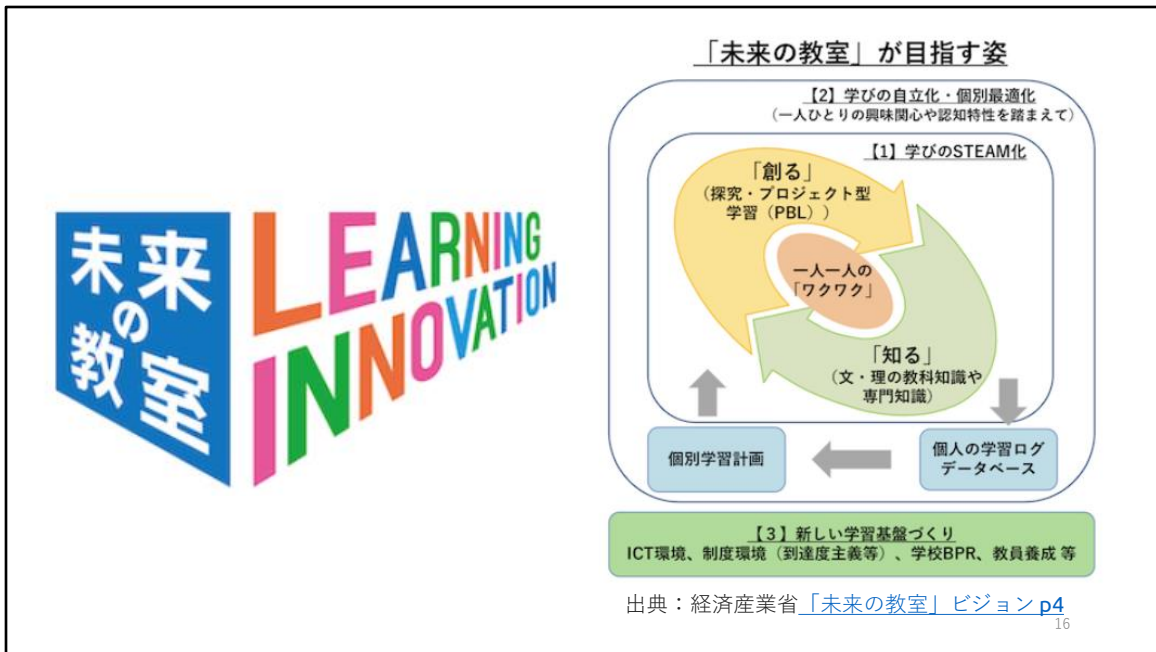 未来
の
教室
LEARNING
INNOVATION
「未来の教室」が目指す姿
【2】学びの自立化・個別最適化
（一人ひとりの興味関心や認知特性を踏まえて）
【1】学びのSTEAM化
「創る」
（探究・プロジェクト型
学習（PBL））
一人一人の
「ワクワク」
「知る」
（文・理の教科知識や
専門知識）
個別学習計画
個人の学習ログ
データベース
【3】新しい学習基盤づくり
ICT環境、制度環境（到達度主義等）、学校BPR、教員養成 等
出典：経済産業省「未来の教室」ビジョン p4
16